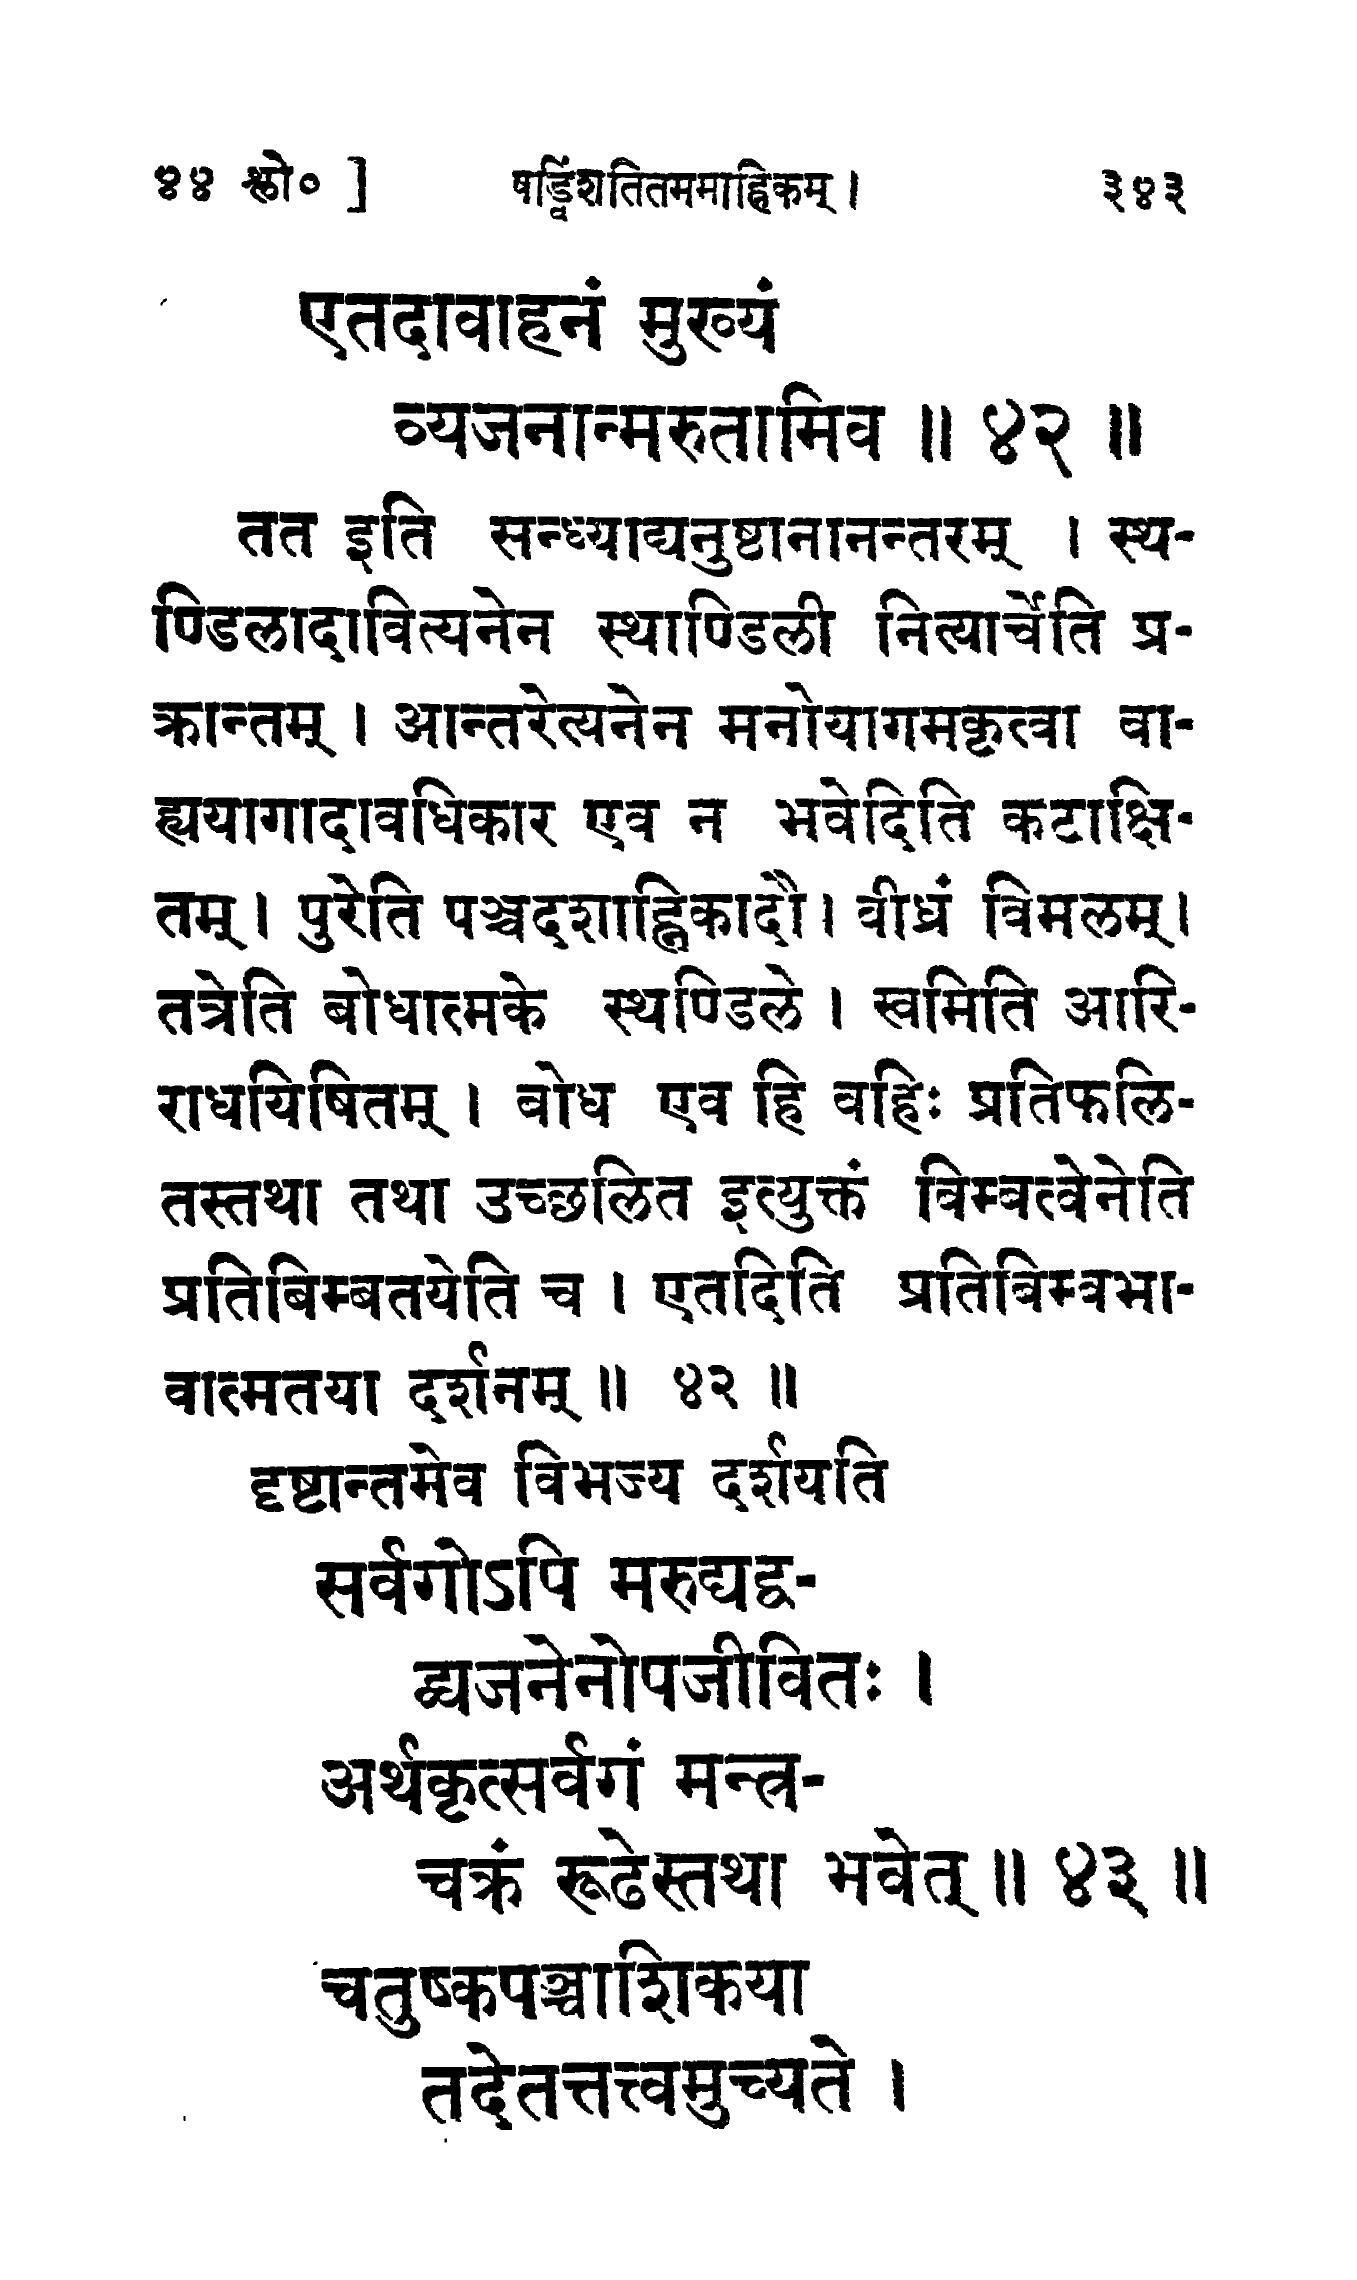 ४४ श्लो० ] षड्विंशतितममाह्निकम् । ३४३
एतदावाहनं मुख्यं
व्यजनान्मरुतामिव ॥ ४२ ॥
तत इति सन्ध्याद्यनुष्टानानन्तरम् । स्थ-
ण्डिलादावित्यनेन स्थाण्डिली नित्यार्चेति प्र-
क्रान्तम् । आन्तरेत्यनेन मनोयागमकृत्वा वा-
ह्ययागादावधिकार एव न भवेदिति कटाक्षि-
तम् । पुरेति पञ्चदशाह्निकादौ । वीध्रं विमलम् ।
तत्रेति बोधात्मके स्थण्डिले । स्वमिति आरि-
राधयिषितम् । बोध एव हि वहिः प्रतिफलि-
तस्तथा तथा उच्छलित इत्युक्तं विम्बत्वेनेति
प्रतिबिम्बतयेति च । एतदिति प्रतिविम्बभा-
वात्मतया दर्शनम् ॥ ४२ ॥
दृष्टान्तमेव विभज्य दर्शयति
सर्वगोऽपि मरुद्यद्व-
द्व्यजनेनोपजीवितः ।
अर्थकृत्सर्वगं मन्त्र-
चक्रं रूढेस्तथा भवेत् ॥ ४३ ॥
चतुष्कपञ्चाशिकया
तदेतत्तत्त्वमुच्यते ।